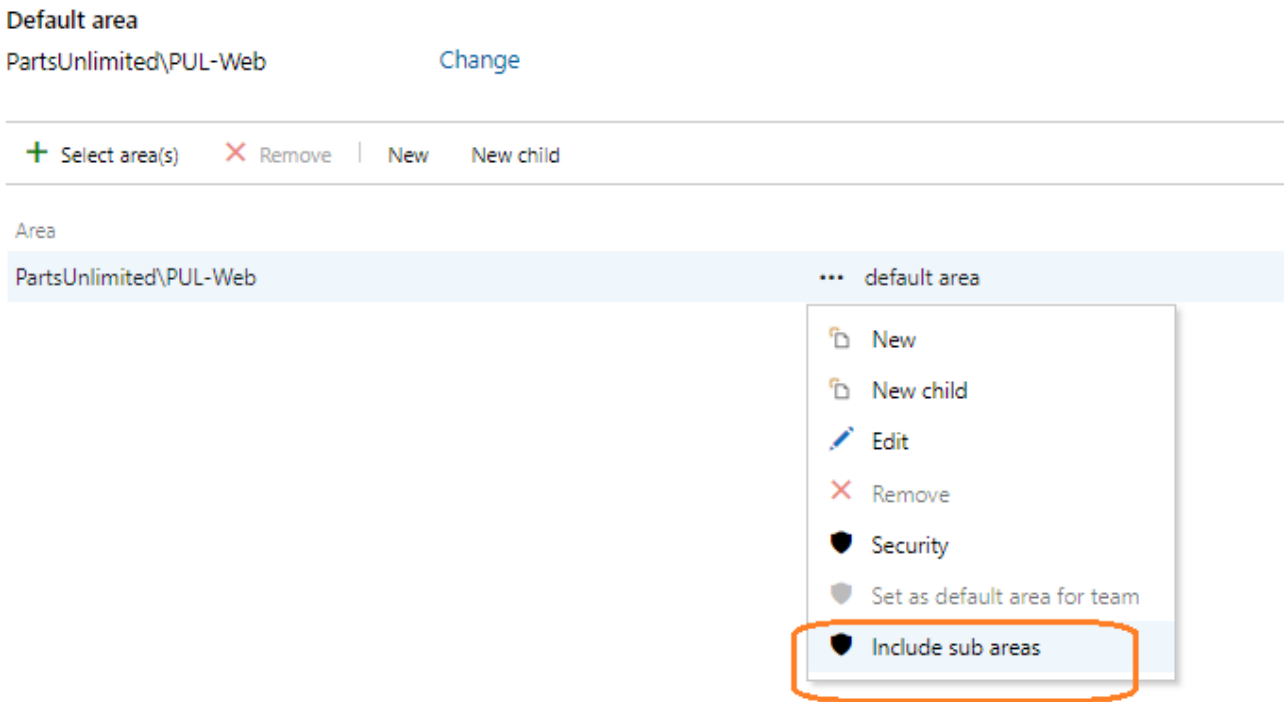 Default area
PartsUnlimited\PUL-Web Change
Select area(s) Remove New New child
Area
PartsUnlimited\PUL-Web ··· default area
New
New child
Edit
Remove
Security
Set as default area for team
Include sub areas